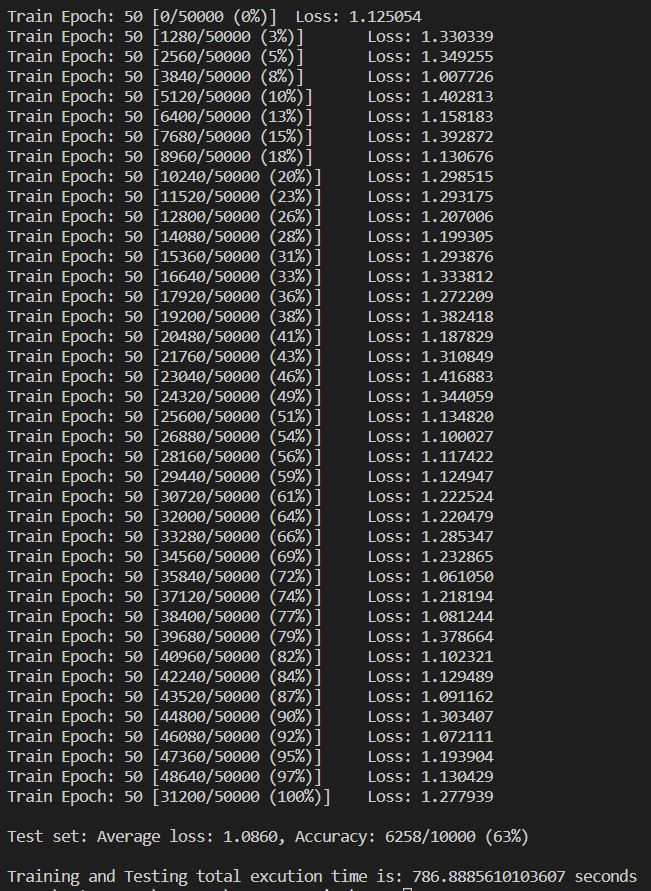 Train Epoch: 50 [0/50000 (0%)] Loss: 1.125054
Train Epoch: 50 [1280/50000 (3%)] Loss: 1.330339
Train Epoch: 50 [2560/50000 (5%)] Loss: 1.349255
Train Epoch: 50 [3840/50000 (8%)] Loss: 1.007726
Train Epoch: 50 [5120/50000 (10%)] Loss: 1.402813
Train Epoch: 50 [6400/50000 (13%)] Loss: 1.158183
Train Epoch: 50 [7680/50000 (15%)] Loss: 1.392872
Train Epoch: 50 [8960/50000 (18%)] Loss: 1.130676
Train Epoch: 50 [10240/50000 (20%)] Loss: 1.298515
Train Epoch: 50 [11520/50000 (23%)] Loss: 1.293175
Train Epoch: 50 [12800/50000 (26%)] Loss: 1.207006
Train Epoch: 50 [14080/50000 (28%)] Loss: 1.199305
Train Epoch: 50 [15360/50000 (31%)] Loss: 1.293876
Train Epoch: 50 [16640/50000 (33%)] Loss: 1.333812
Train Epoch: 50 [17920/50000 (36%)] Loss: 1.272209
Train Epoch: 50 [19200/50000 (38%)] Loss: 1.382418
Train Epoch: 50 [20480/50000 (41%)] Loss: 1.187829
Train Epoch: 50 [21760/50000 (43%)] Loss: 1.310849
Train Epoch: 50 [23040/50000 (46%)] Loss: 1.416883
Train Epoch: 50 [24320/50000 (49%)] Loss: 1.344059
Train Epoch: 50 [25600/50000 (51%)] Loss: 1.134820
Train Epoch: 50 [26880/50000 (54%)] Loss: 1.100027
Train Epoch: 50 [28160/50000 (56%)] Loss: 1.117422
Train Epoch: 50 [29440/50000 (59%)] Loss: 1.124947
Train Epoch: 50 [30720/50000 (61%)] Loss: 1.222524
Train Epoch: 50 [32000/50000 (64%)] Loss: 1.220479
Train Epoch: 50 [33280/50000 (66%)] Loss: 1.285347
Train Epoch: 50 [34560/50000 (69%)] Loss: 1.232865
Train Epoch: 50 [35840/50000 (72%)] Loss: 1.061050
Train Epoch: 50 [37120/50000 (74%)] Loss: 1.218194
Train Epoch: 50 [38400/50000 (77%)] Loss: 1.081244
Train Epoch: 50 [39680/50000 (79%)] Loss: 1.378664
Train Epoch: 50 [40960/50000 (82%)] Loss: 1.102321
Train Epoch: 50 [42240/50000 (84%)] Loss: 1.129489
Train Epoch: 50 [43520/50000 (87%)] Loss: 1.091162
Train Epoch: 50 [44800/50000 (90%)] Loss: 1.303407
Train Epoch: 50 [46080/50000 (92%)] Loss: 1.072111
Train Epoch: 50 [47360/50000 (95%)] Loss: 1.193904
Train Epoch: 50 [48640/50000 (97%)] Loss: 1.130429
Train Epoch: 50 [31200/50000 (100%)] Loss: 1.277939
Test set: Average loss: 1.0860, Accuracy: 6258/10000 (63%)
Training and Testing total excution time is: 786.8885610103607 seconds